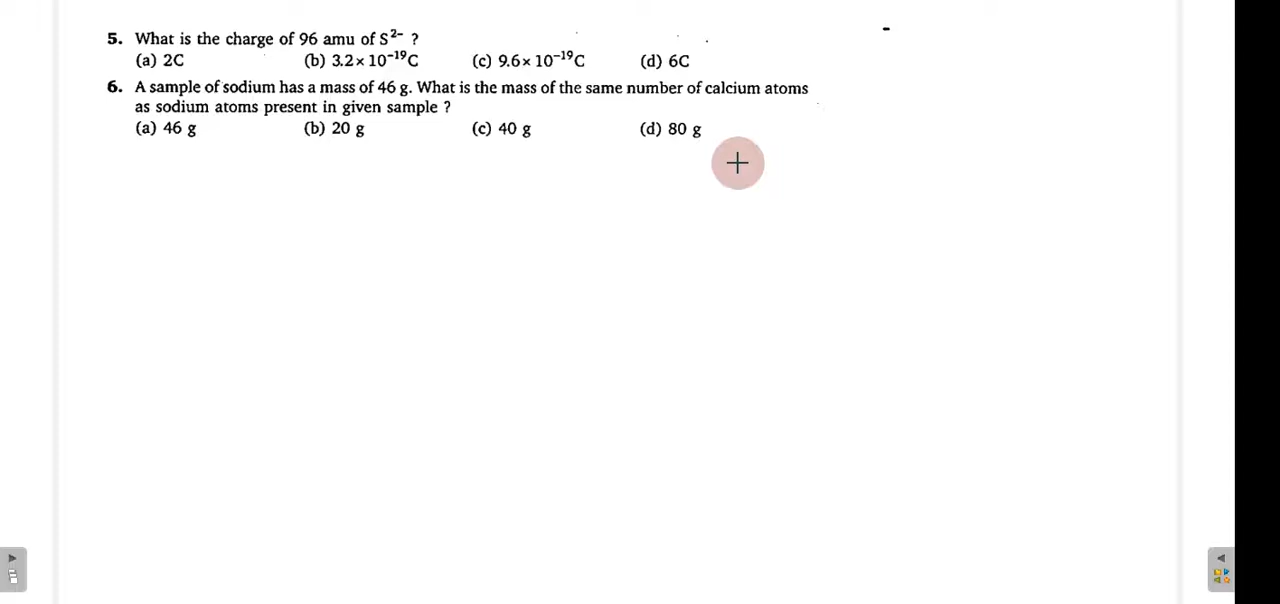 5. What is the charge of 96 amu of S²⁻ ?
(a) 2C (b) 3.2× 10⁻¹⁹C (c) 9.6× 10⁻¹⁹C (d) 6C
6. A sample of sodium has a mass of 46 g. What is the mass of the same number of calcium atoms
as sodium atoms present in given sample ?
(a) 46 g (b) 20 g (c) 40 g (d) 80 g